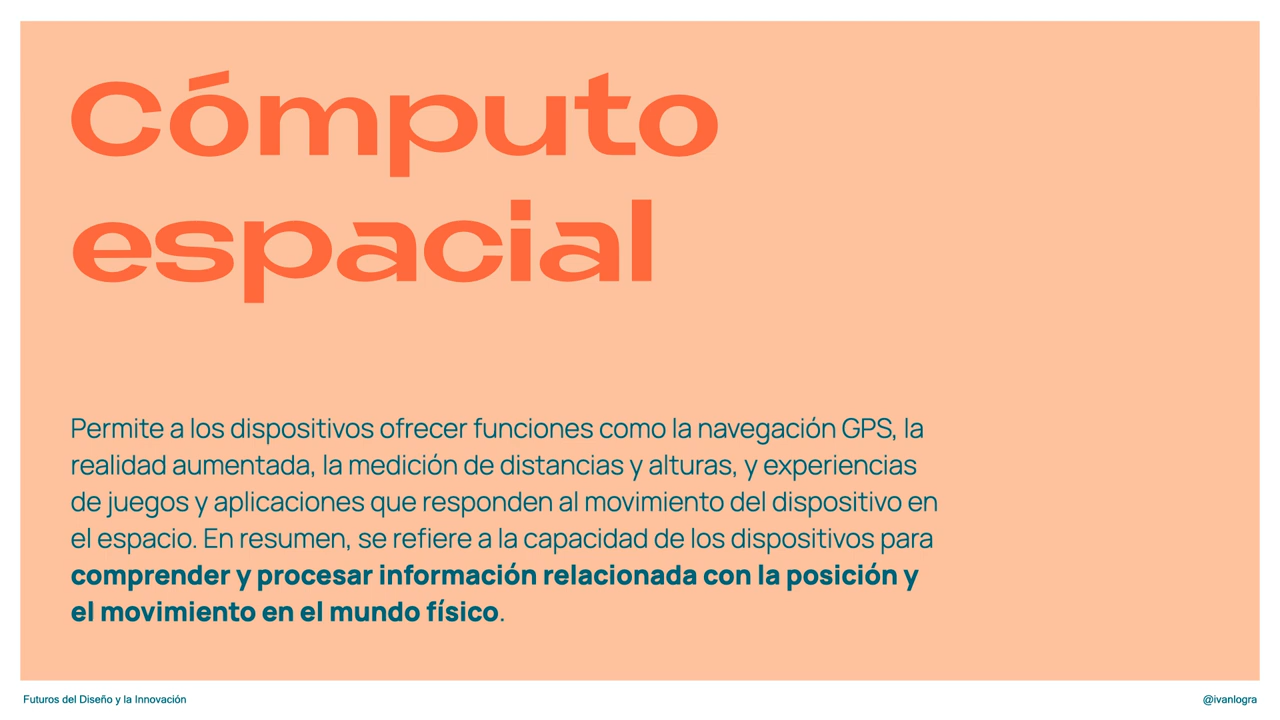 Cómputo
espacial
Permite a los dispositivos ofrecer funciones como la navegación GPS, la
realidad aumentada, la medición de distancias y alturas, y experiencias
de juegos y aplicaciones que responden al movimiento del dispositivo en
el espacio. En resumen, se refiere a la capacidad de los dispositivos para
comprender y procesar información relacionada con la posición y
el movimiento en el mundo físico.
Futuros del Diseño y la Innovación
@ivanlogra